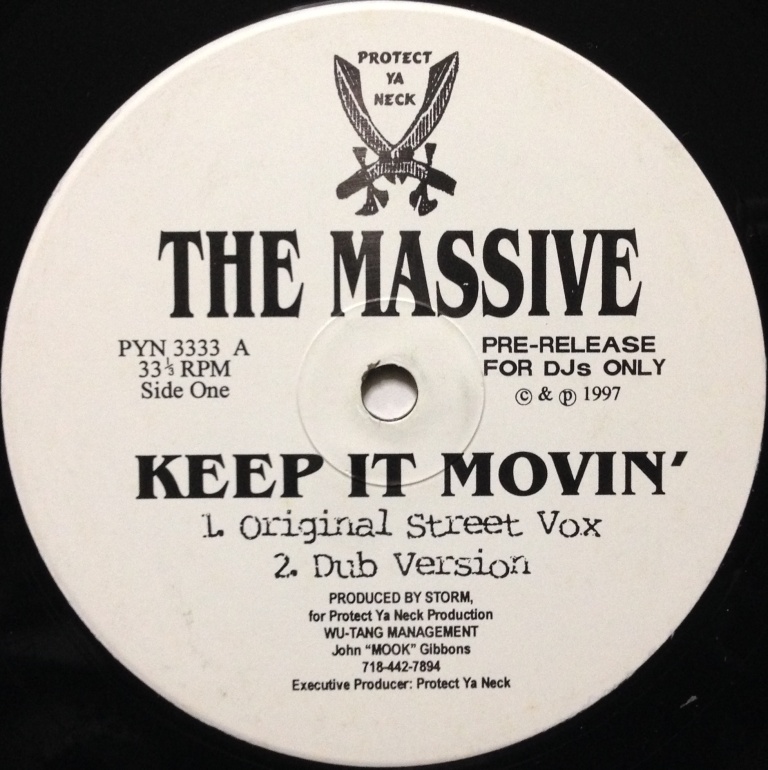 PROTECT
YA
NECK
THE MASSIVE
PYN 3333 A
33⅓ RPM
Side One
PRE-RELEASE
FOR DJs ONLY
© & ℗ 1997
KEEP IT MOVIN'
1. Original Street Vox
2. Dub Version
PRODUCED BY STORM,
for Protect Ya Neck Production
WU-TANG MANAGEMENT
John "MOOK" Gibbons
718-442-7894
Executive Producer: Protect Ya Neck